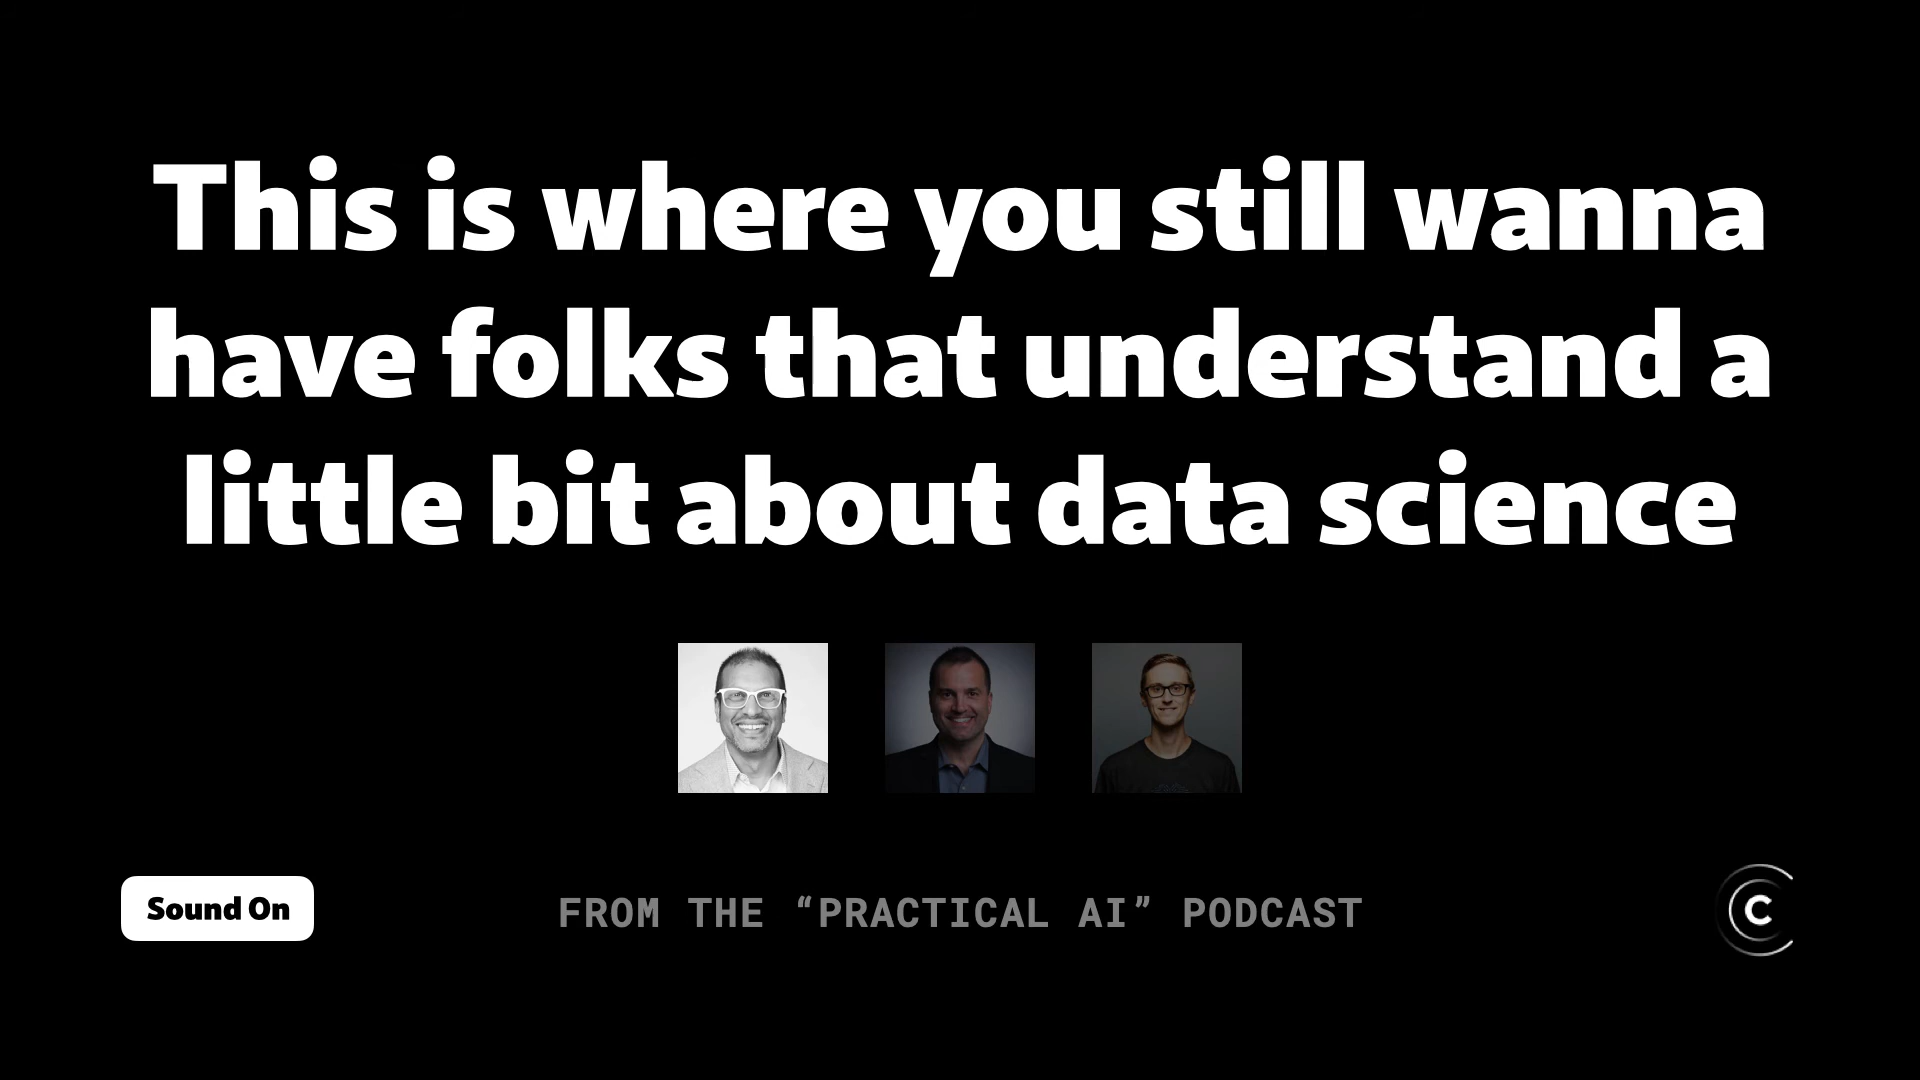 This is where you still wanna
have folks that understand a
little bit about data science
Sound On
FROM THE “PRACTICAL AI” PODCAST
C